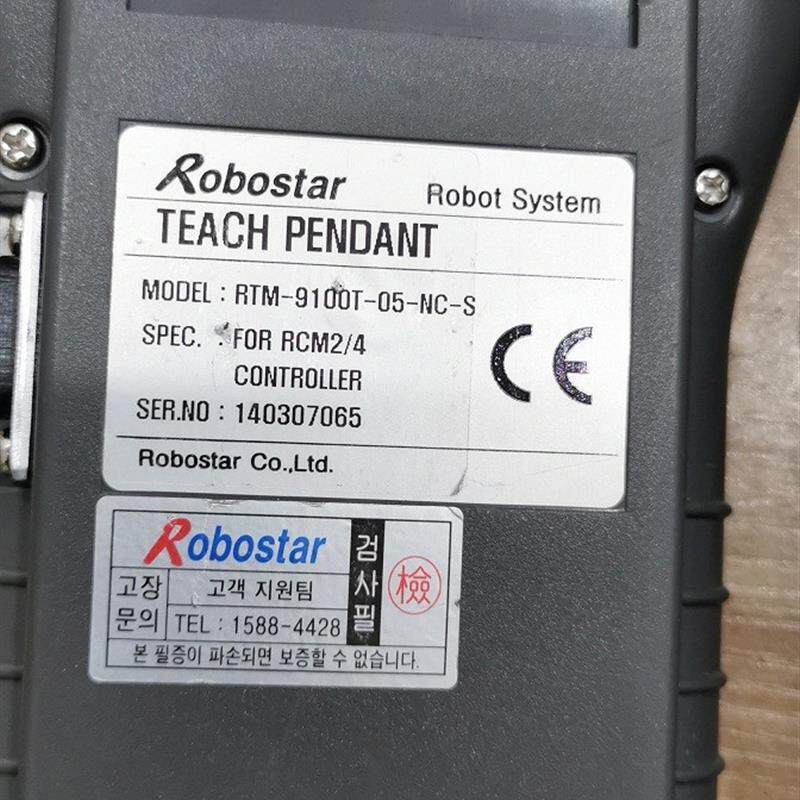 Robostar Robot System
TEACH PENDANT
MODEL : RTM-9100T-05-NC-S
SPEC. : FOR RCM2/4
CONTROLLER
SER.NO : 140307065
CE
Robostar Co.,Ltd.
Robostar
검사필
檢
고장 문의
고객 지원팀
TEL : 1588-4428
본 필증이 파손되면 보증할 수 없습니다.